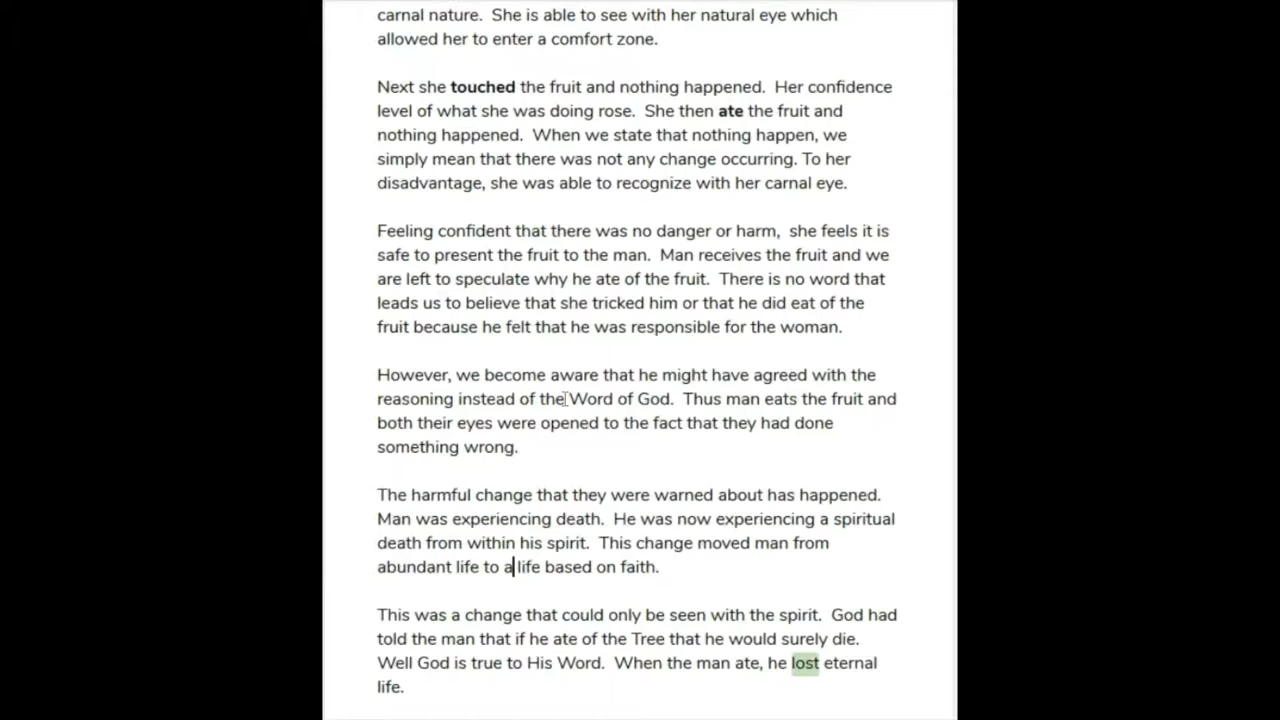 carnal nature.  She is able to see with her natural eye which
allowed her to enter a comfort zone.
Next she touched the fruit and nothing happened.  Her confidence
level of what she was doing rose.  She then ate the fruit and
nothing happened.  When we state that nothing happen, we
simply mean that there was not any change occurring. To her
disadvantage, she was able to recognize with her carnal eye.
Feeling confident that there was no danger or harm,  she feels it is
safe to present the fruit to the man.  Man receives the fruit and we
are left to speculate why he ate of the fruit.  There is no word that
leads us to believe that she tricked him or that he did eat of the
fruit because he felt that he was responsible for the woman.
However, we become aware that he might have agreed with the
reasoning instead of the Word of God.  Thus man eats the fruit and
both their eyes were opened to the fact that they had done
something wrong.
The harmful change that they were warned about has happened.
Man was experiencing death.  He was now experiencing a spiritual
death from within his spirit.  This change moved man from
abundant life to a life based on faith.
This was a change that could only be seen with the spirit.  God had
told the man that if he ate of the Tree that he would surely die.
Well God is true to His Word.  When the man ate, he lost eternal
life.